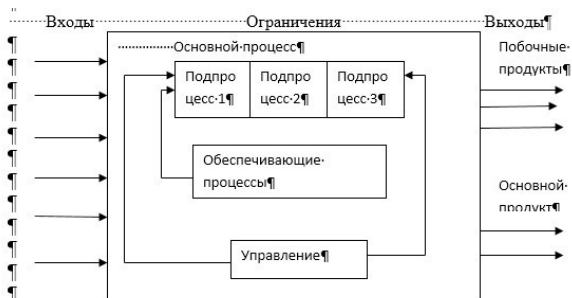 Входы Ограничения Выходы¶
Основной·процесс¶
Побочные·
продукты¶
Подпро
цесс·1¶
Подпро
цесс·2¶
Подпро
цесс·3¶
Обеспечивающие·
процессы¶
Основной·
продукт¶
Управление¶